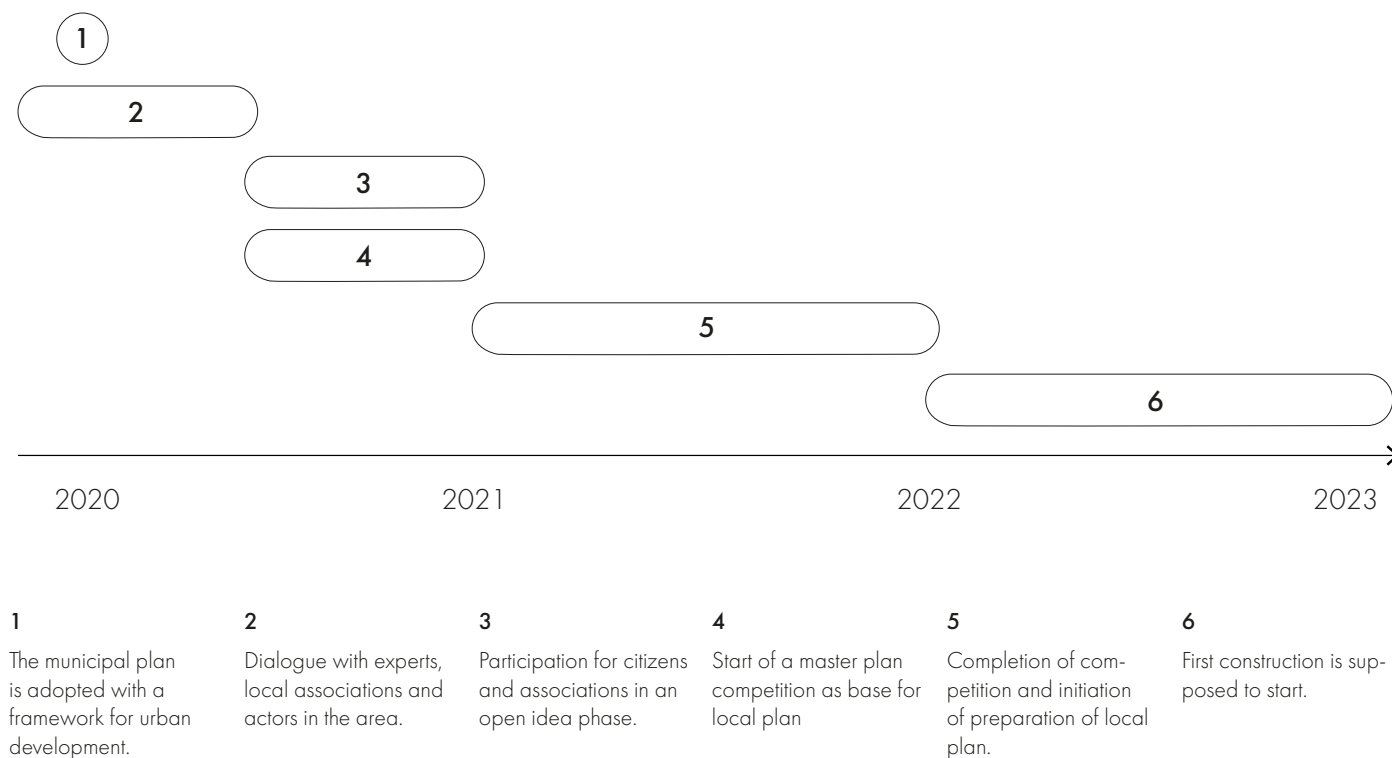 1
2
3
4
5
6
2020
2021
2022
2023
1
The municipal plan
is adopted with a
framework for urban
development.
2
Dialogue with experts,
local associations and
actors in the area.
3
Participation for citizens
and associations in an
open idea phase.
4
Start of a master plan
competition as base for
local plan
5
Completion of com-
petition and initiation
of preparation of local
plan.
6
First construction is sup-
posed to start.